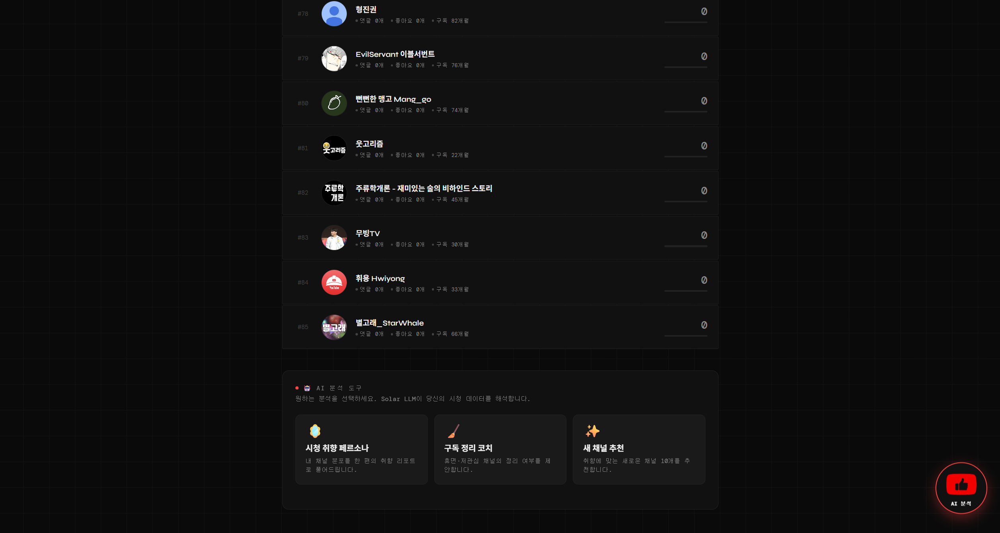 #78
형진권
댓글 0개 좋아요 0개 구독 82개월
0
#79
EvilServant 이블서번트
댓글 0개 좋아요 0개 구독 76개월
0
#80
뻔뻔한 맹고 Mang_go
댓글 0개 좋아요 0개 구독 74개월
0
#81
웃고리즘
웃고리즘
댓글 0개 좋아요 0개 구독 22개월
0
#82
주류학
개론
주류학개론 - 재미있는 술의 비하인드 스토리
댓글 0개 좋아요 0개 구독 45개월
0
#83
무빙TV
댓글 0개 좋아요 0개 구독 30개월
0
#84
YouTube
휘용 Hwiyong
댓글 0개 좋아요 0개 구독 33개월
0
#85
별고래
별고래_StarWhale
댓글 0개 좋아요 0개 구독 66개월
0
AI 분석 도구
원하는 분석을 선택하세요. Solar LLM이 당신의 시청 데이터를 해석합니다.
시청 취향 페르소나
내 채널 분포를 한 편의 취향 리포트
로 풀어드립니다.
구독 정리 코치
휴면·저관심 채널의 정리 여부를 제
안합니다.
새 채널 추천
취향에 맞는 새로운 채널 10개를 추
천합니다.
AI 분석